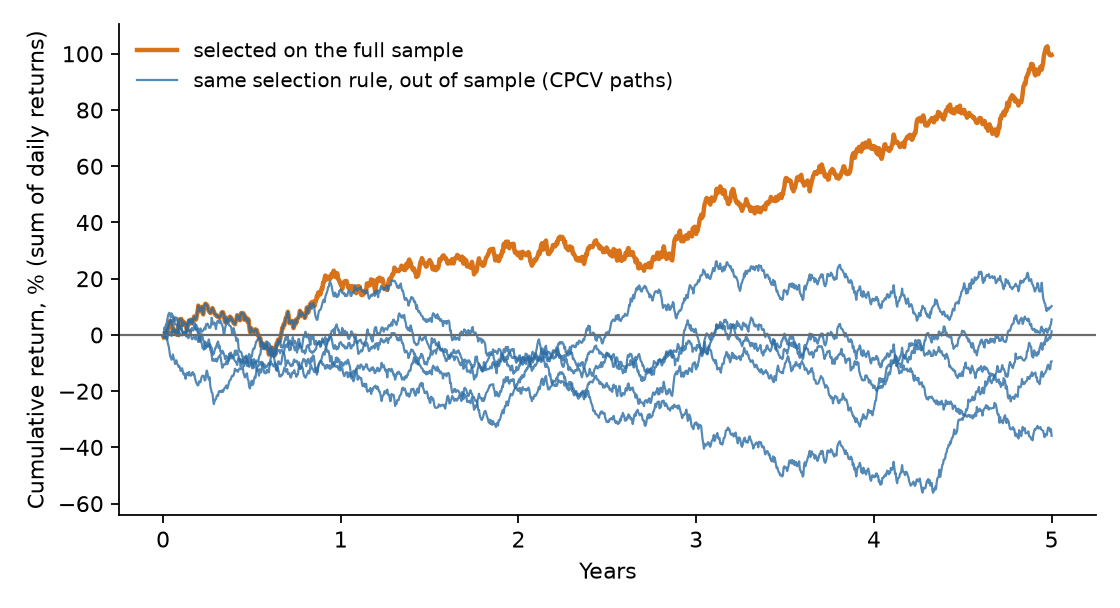 selected on the full sample
same selection rule, out of sample (CPCV paths)
Cumulative return, % (sum of daily returns)
100
80
60
40
20
0
−20
−40
−60
0 1 2 3 4 5
Years